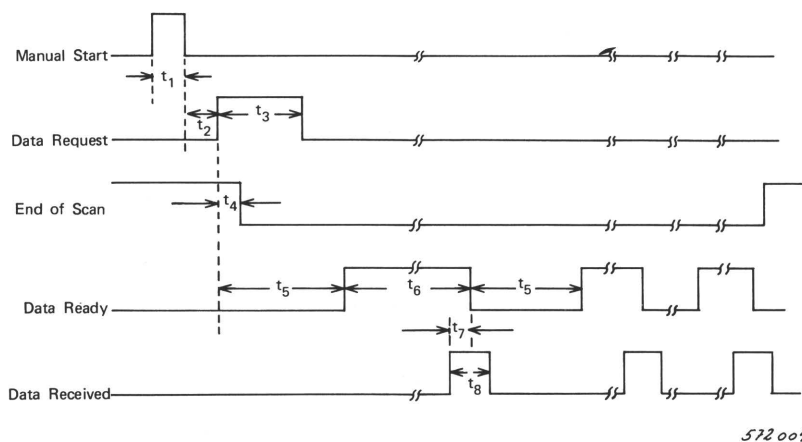 Manual Start
t1
t2
t3
Data Request
End of Scan
t4
t5
t6
t5
Data Ready
t7
t8
Data Received